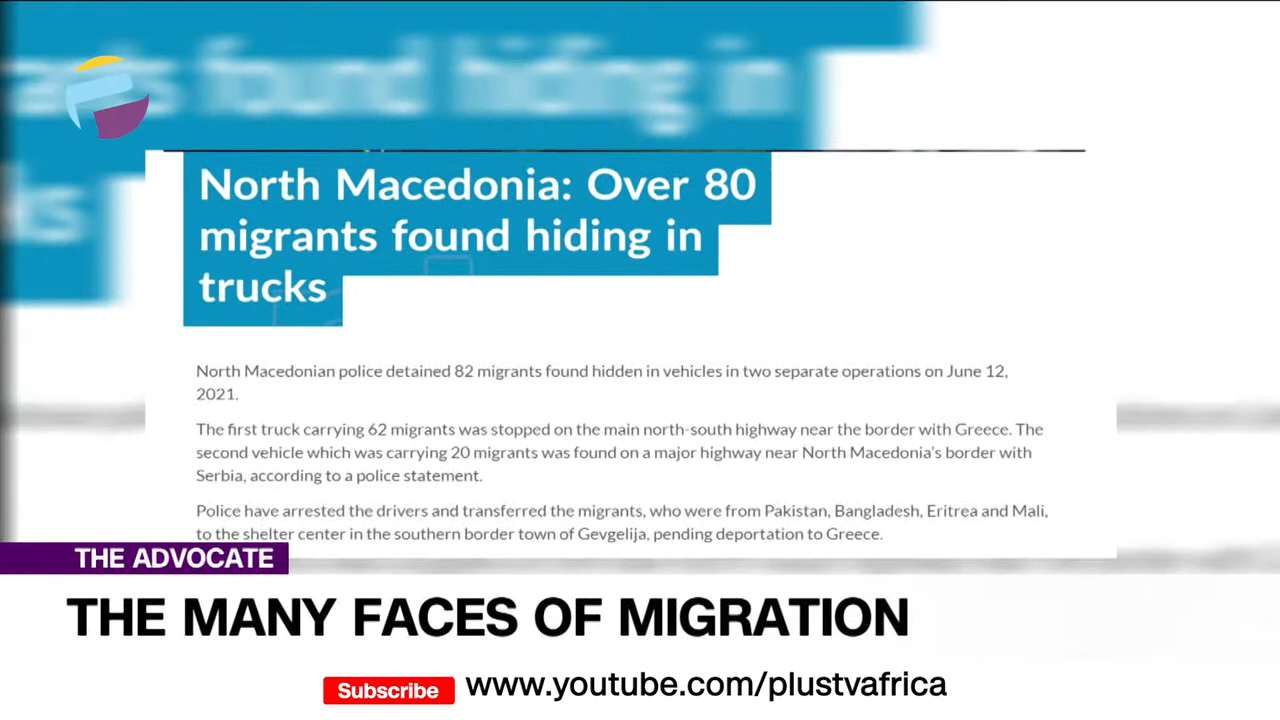 North Macedonia: Over 80
migrants found hiding in
trucks
North Macedonian police detained 82 migrants found hidden in vehicles in two separate operations on June 12,
2021.
The first truck carrying 62 migrants was stopped on the main north-south highway near the border with Greece. The
second vehicle which was carrying 20 migrants was found on a major highway near North Macedonia's border with
Serbia, according to a police statement.
Police have arrested the drivers and transferred the migrants, who were from Pakistan, Bangladesh, Eritrea and Mali,
to the shelter center in the southern border town of Gevgelija, pending deportation to Greece.
THE ADVOCATE
THE MANY FACES OF MIGRATION
Subscribe www.youtube.com/plustvafrica